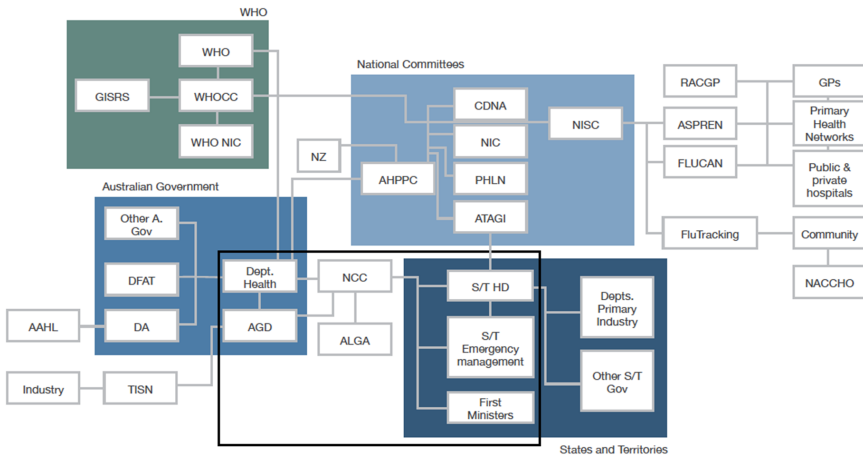 WHO
WHO
GISRS
WHOCC
WHO NIC
National Committees
CDNA
NISC
NIC
AHPPC
PHLN
ATAGI
NZ
RACGP
GPs
ASPREN
Primary
Health
Networks
FLUCAN
Public &
private
hospitals
FluTracking
Community
NACCHO
Australian Government
Other A.
Gov
DFAT
Dept.
Health
NCC
AAHL
DA
AGD
ALGA
Industry
TISN
S/T HD
Depts.
Primary
Industry
S/T
Emergency
management
Other S/T
Gov
First
Ministers
States and Territories